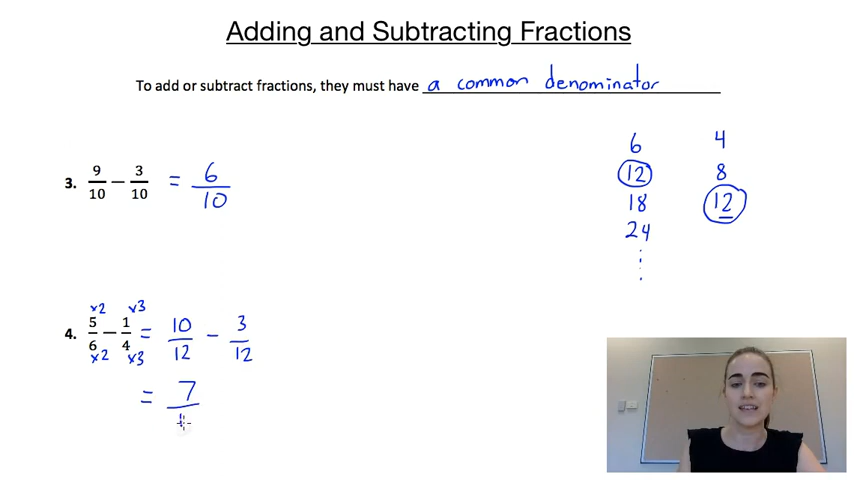 Adding and Subtracting Fractions
To add or subtract fractions, they must have a common denominator
3. 9/10 − 3/10 = 6/10
6
12
18
24
4
8
12
×2 ×3
4. 5/6 − 1/4 = 10/12 − 3/12
×2 ×3
= 7